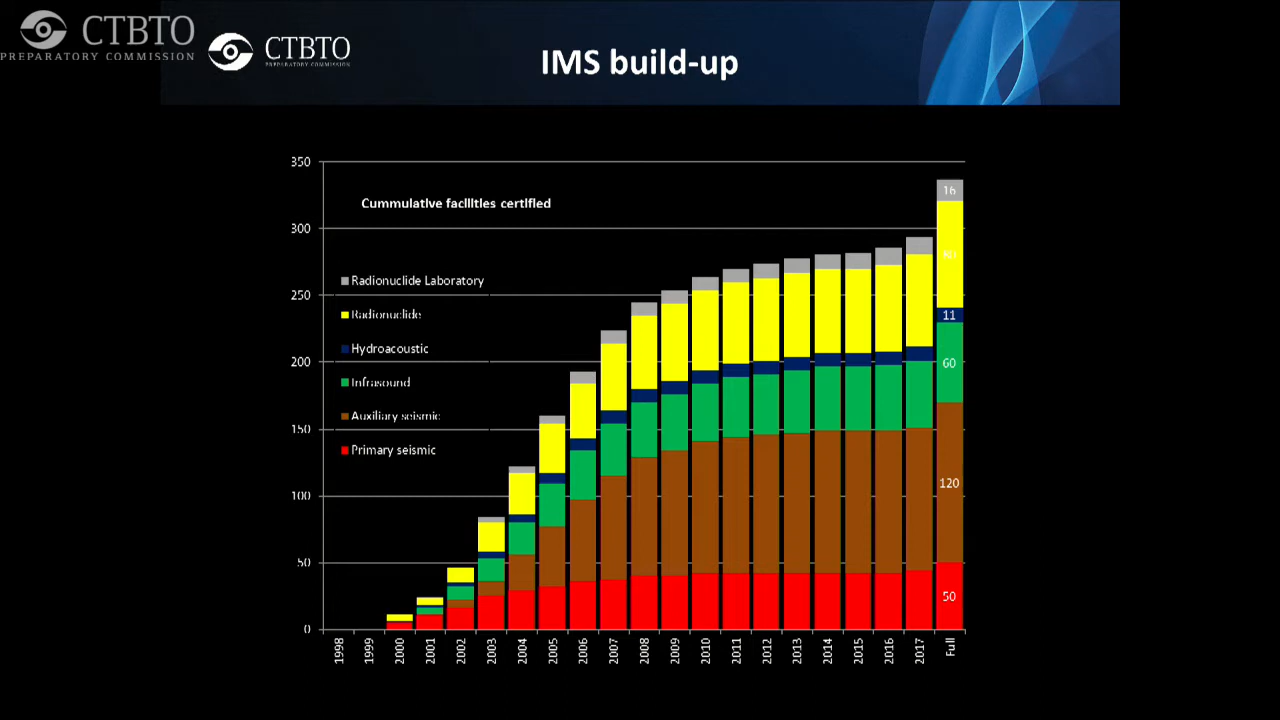 CTBTO
PREPARATORY COMMISSION
CTBTO
PREPARATORY COMMISSION
IMS build-up
Cummulative facilities certified
350
300
250
200
150
100
50
0
Radionuclide Laboratory
Radionuclide
Hydroacoustic
Infrasound
Auxiliary seismic
Primary seismic
16
80
11
60
120
50
1998 1999 2000 2001 2002 2003 2004 2005 2006 2007 2008 2009 2010 2011 2012 2013 2014 2015 2016 2017 Full